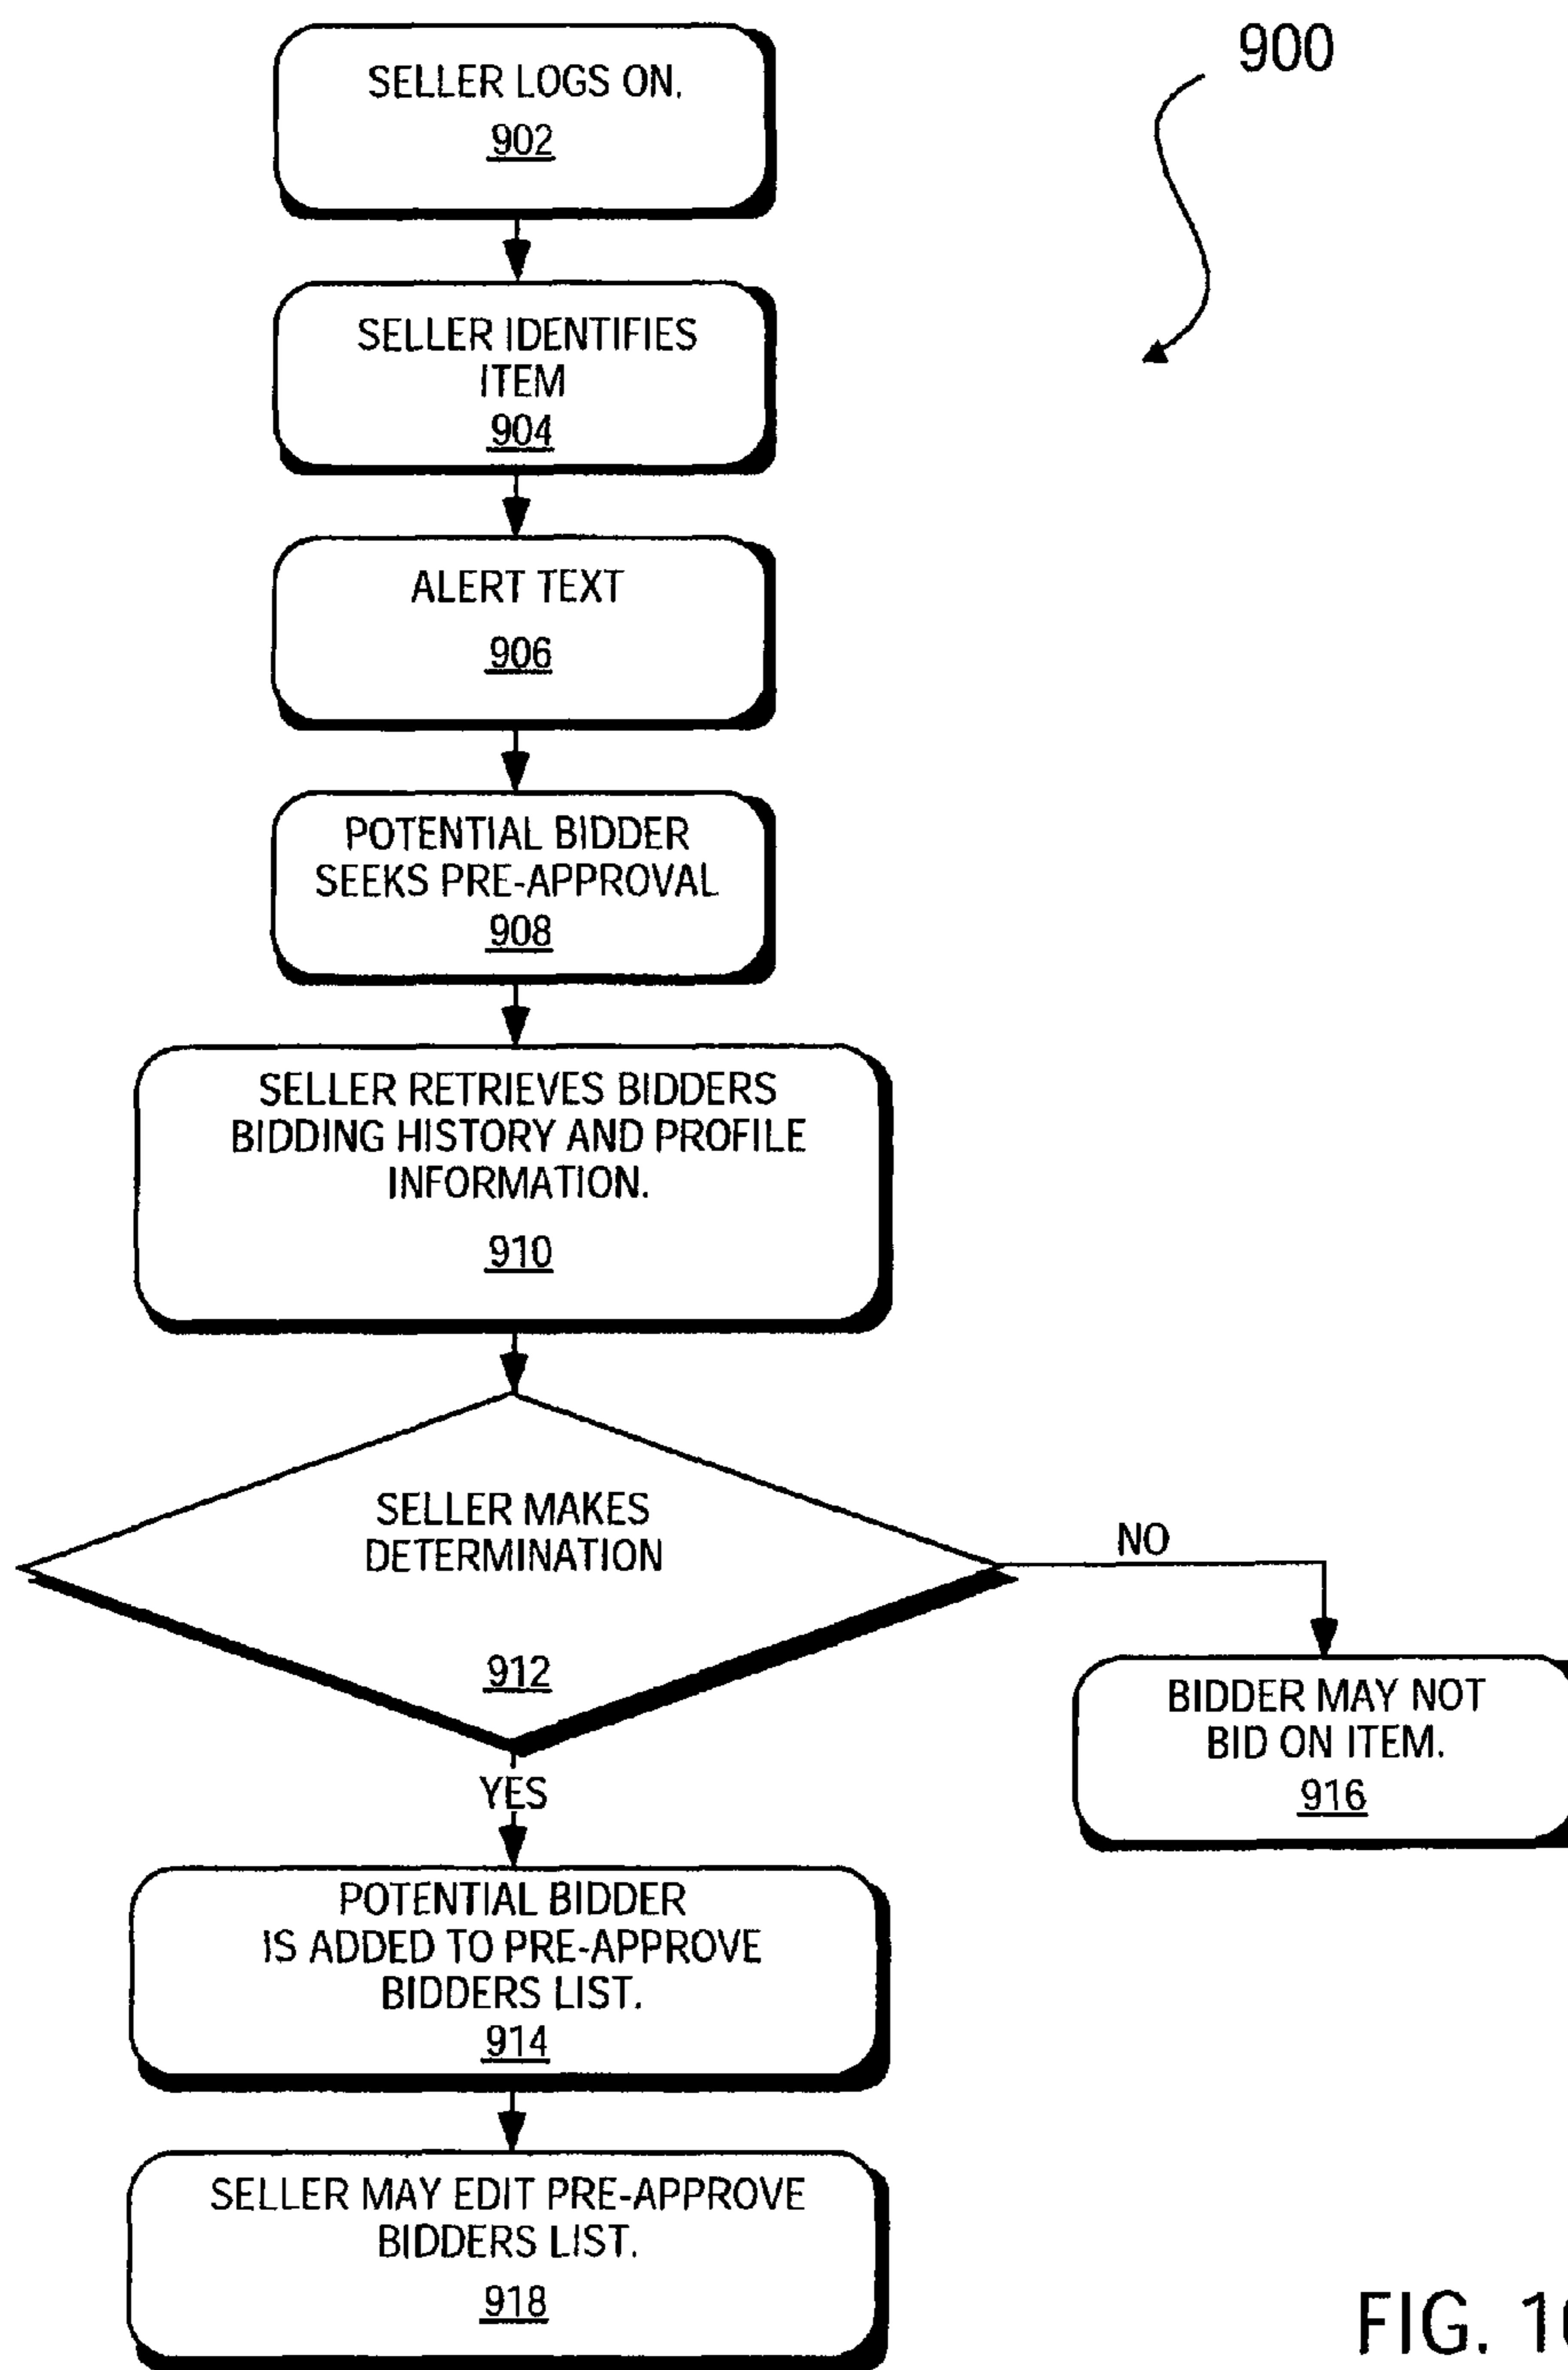 900
SELLER LOGS ON.
902
SELLER IDENTIFIES
ITEM
904
ALERT TEXT
906
POTENTIAL BIDDER
SEEKS PRE-APPROVAL
908
SELLER RETRIEVES BIDDERS
BIDDING HISTORY AND PROFILE
INFORMATION.
910
SELLER MAKES
DETERMINATION
912
NO
BIDDER MAY NOT
BID ON ITEM.
916
YES
POTENTIAL BIDDER
IS ADDED TO PRE-APPROVE
BIDDERS LIST.
914
SELLER MAY EDIT PRE-APPROVE
BIDDERS LIST.
918
FIG.